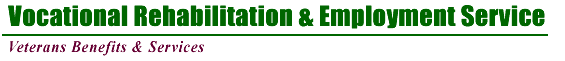 Vocational Rehabilitation & Employment Service
Veterans Benefits & Services